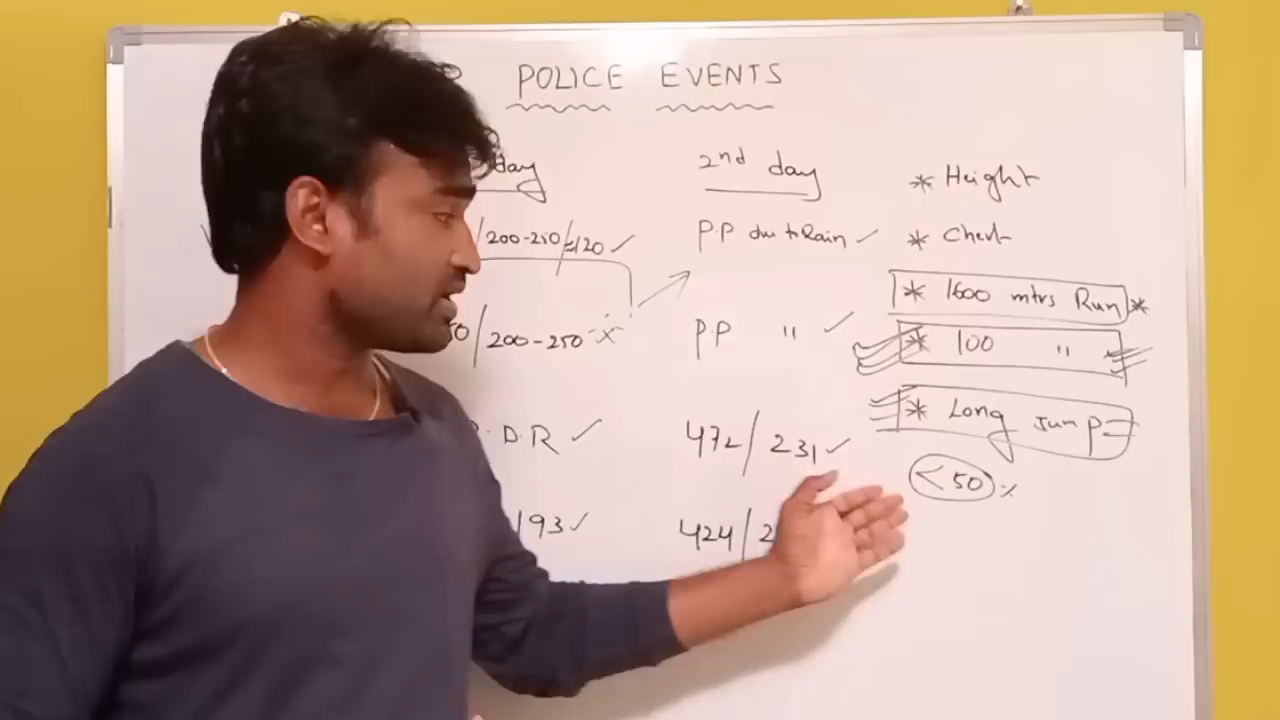 POLICE EVENTS
day
2nd day
* Height
/200-250/ 120 ✓
P.P due to Rain ✓
* Chest
* 1600 mtrs Run *
0/200-250 x
P.P " ✓
* 100 "
D.R ✓
472/231 ✓
* Long Jump
<50%
193 ✓
424/2